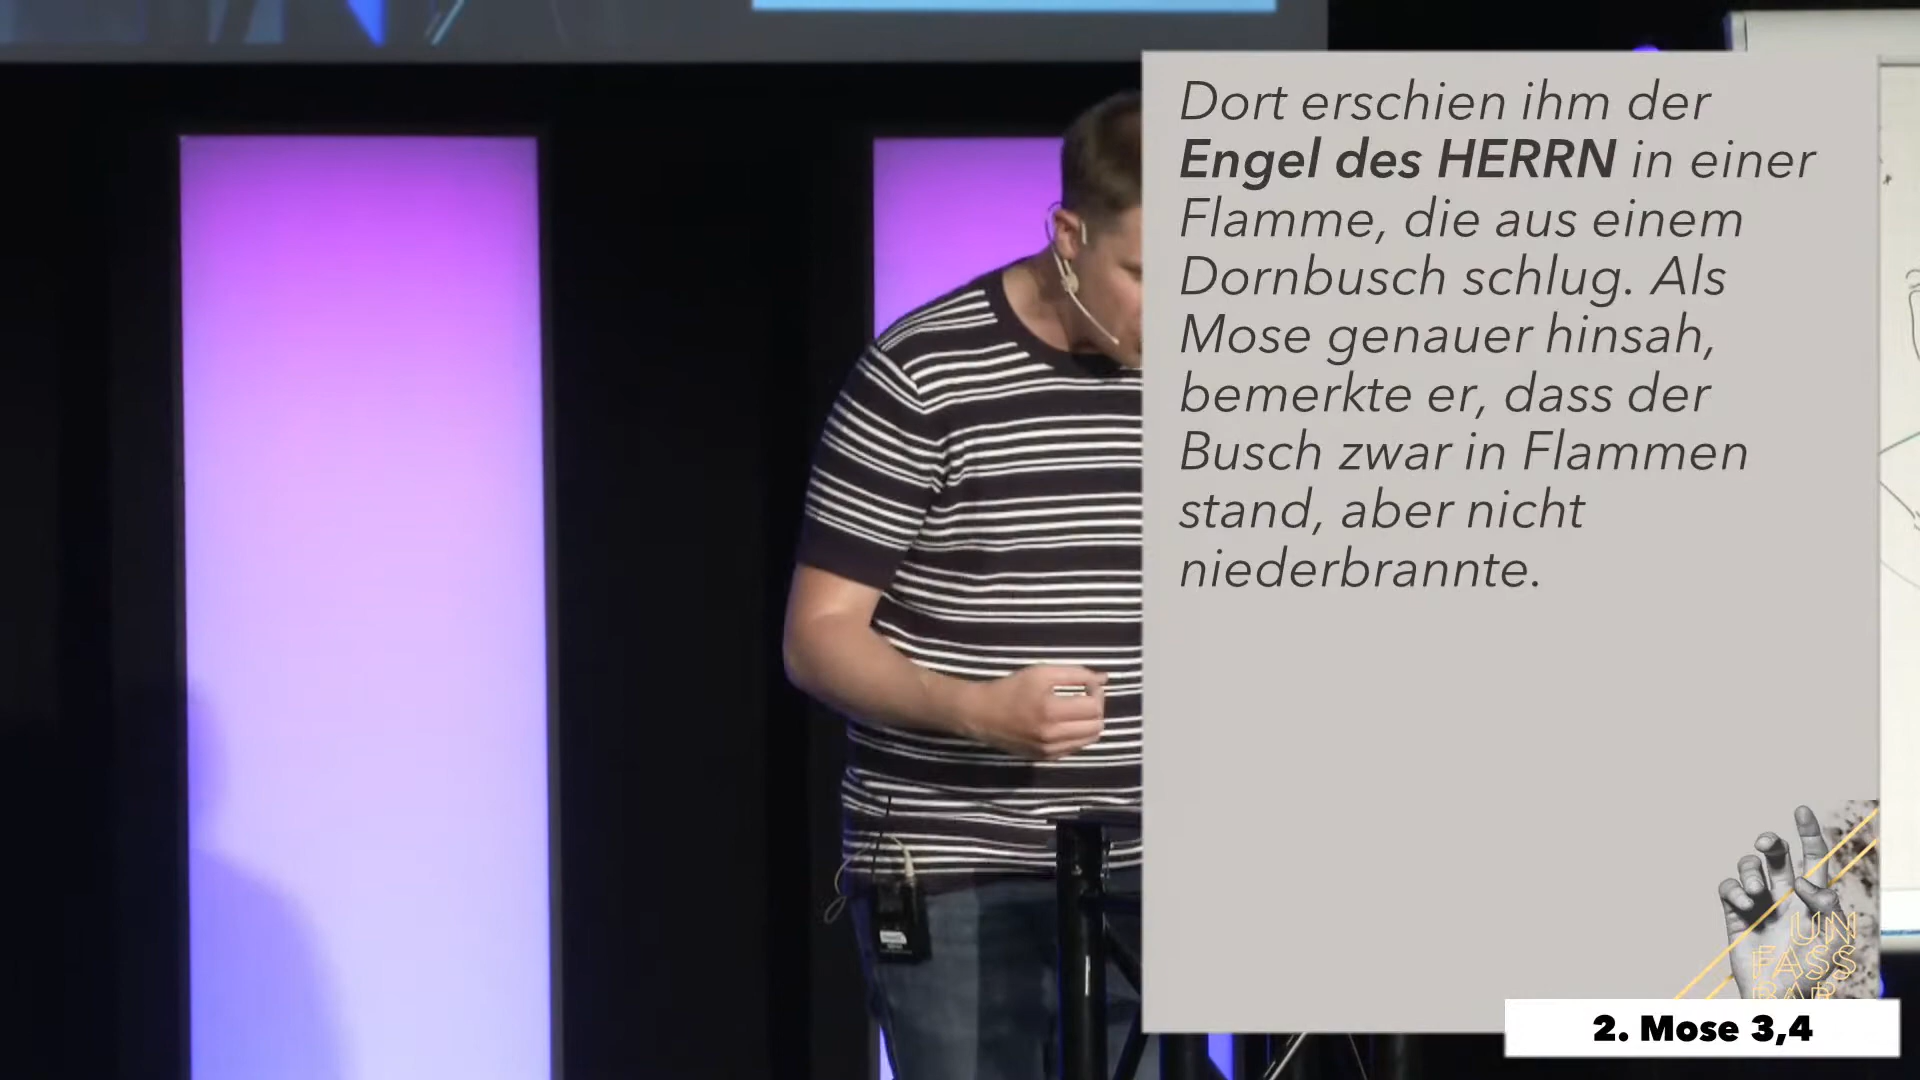 Dort erschien ihm der
Engel des HERRN in einer
Flamme, die aus einem
Dornbusch schlug. Als
Mose genauer hinsah,
bemerkte er, dass der
Busch zwar in Flammen
stand, aber nicht
niederbrannte.
UN
FASS
BAR
2. Mose 3,4